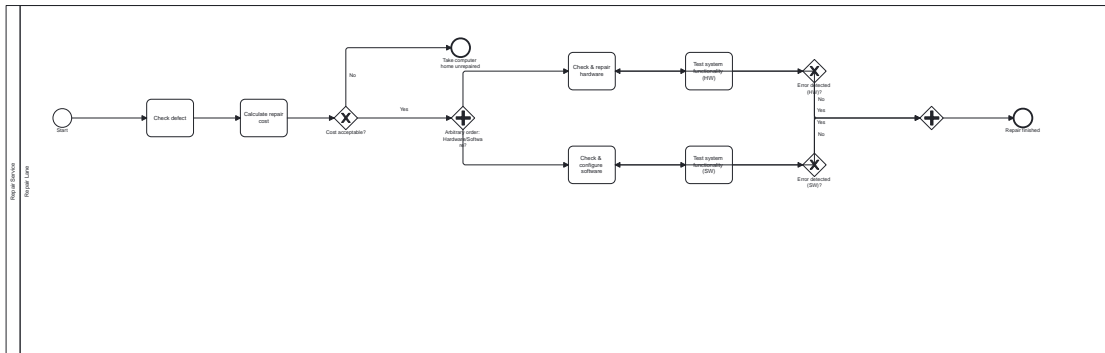 Repair Service
Repair Lane
Start
Check defect
Calculate repair
cost
Cost acceptable?
No
Yes
Take computer
home unrepaired
Arbitrary order:
Hardware/Softwa
re?
Check & repair
hardware
Test system
functionality
(HW)
Error detected
(HW)?
No
Yes
Yes
No
Check &
configure
software
Test system
functionality
(SW)
Error detected
(SW)?
Repair finished